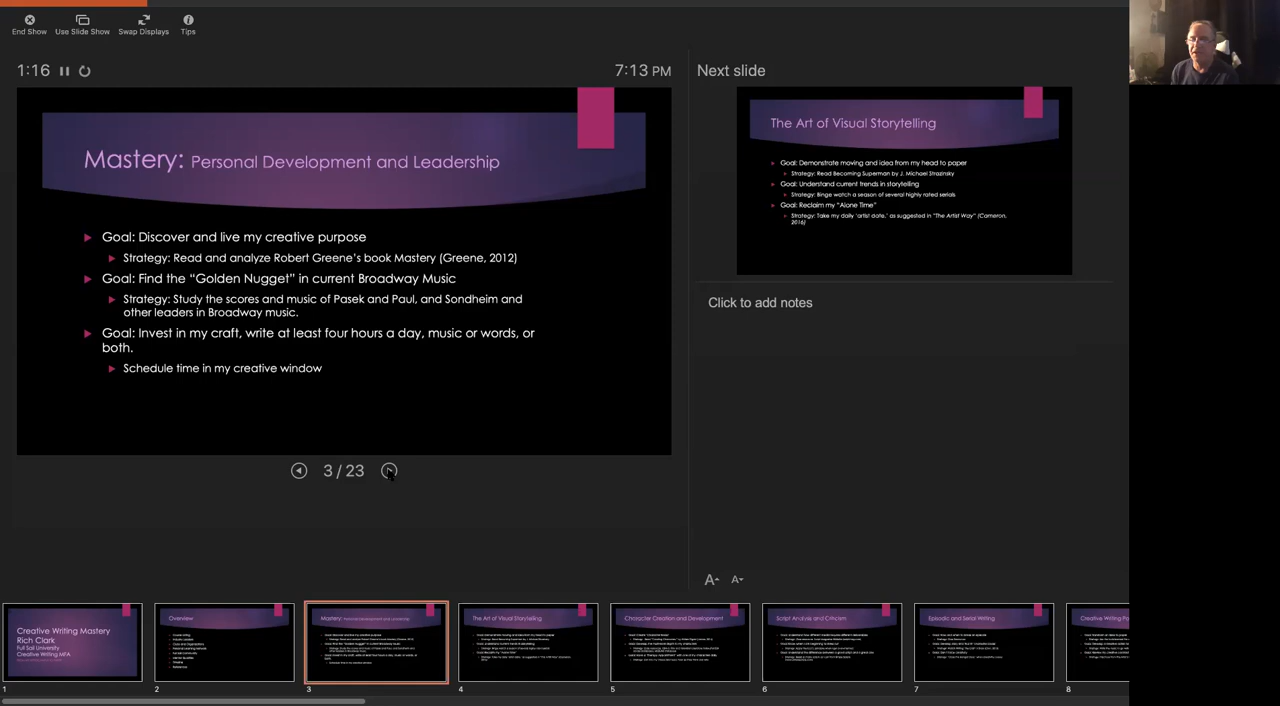 End Show
Use Slide Show
Swap Displays
Tips
1:16
7:13 PM
Mastery: Personal Development and Leadership
Goal: Discover and live my creative purpose
Strategy: Read and analyze Robert Greene's book Mastery (Greene, 2012)
Goal: Find the “Golden Nugget” in current Broadway Music
Strategy: Study the scores and music of Pasek and Paul, and Sondheim and
other leaders in Broadway music.
Goal: Invest in my craft, write at least four hours a day, music or words, or
both.
Schedule time in my creative window
3 / 23
Next slide
The Art of Visual Storytelling
Goal: Demonstrate moving and idea from my head to paper
Strategy: Read Becoming Superman by J. Michael Strazinsky
Goal: Understand current trends in storytelling
Strategy: Binge watch a season of several highly rated serials
Goal: Reclaim my “Alone Time”
Strategy: Take my daily ‘artist date,’ as suggested in “The Artist Way” (Cameron,
2016)
Click to add notes
Creative Writing Mastery
Rich Clark
Full Sail University
Creative Writing MFA
Overview
Mastery: Personal Development and Leadership
The Art of Visual Storytelling
Character Creation and Development
Script Analysis and Criticism
Episodic and Serial Writing
Creative Writing
1
2
3
4
5
6
7
8